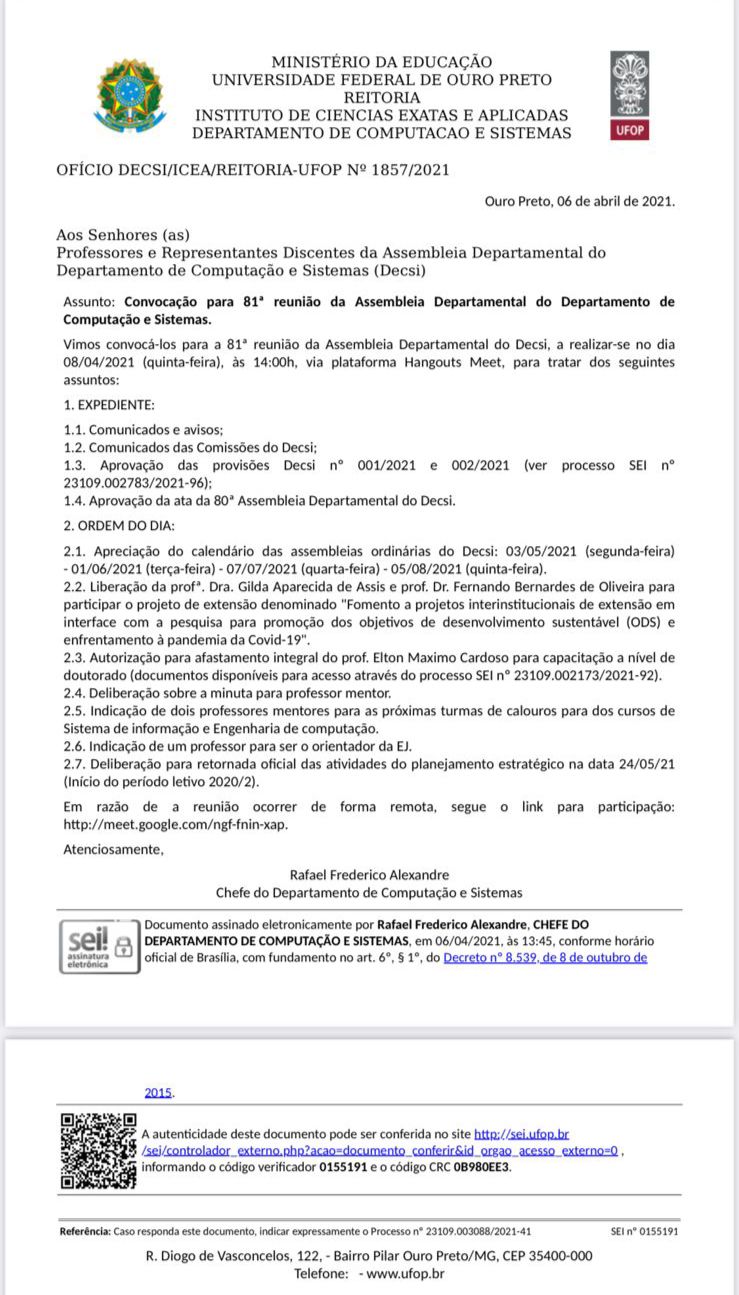 MINISTÉRIO DA EDUCAÇÃO
UNIVERSIDADE FEDERAL DE OURO PRETO
REITORIA
INSTITUTO DE CIENCIAS EXATAS E APLICADAS
DEPARTAMENTO DE COMPUTACAO E SISTEMAS
UFOP
OFÍCIO DECSI/ICEA/REITORIA-UFOP Nº 1857/2021
Ouro Preto, 06 de abril de 2021.
Aos Senhores (as)
Professores e Representantes Discentes da Assembleia Departamental do
Departamento de Computação e Sistemas (Decsi)
Assunto: Convocação para 81ª reunião da Assembleia Departamental do Departamento de
Computação e Sistemas.
Vimos convocá-los para a 81ª reunião da Assembleia Departamental do Decsi, a realizar-se no dia
08/04/2021 (quinta-feira), às 14:00h, via plataforma Hangouts Meet, para tratar dos seguintes
assuntos:
1. EXPEDIENTE:
1.1. Comunicados e avisos;
1.2. Comunicados das Comissões do Decsi;
1.3. Aprovação das provisões Decsi nº 001/2021 e 002/2021 (ver processo SEI nº
23109.002783/2021-96);
1.4. Aprovação da ata da 80ª Assembleia Departamental do Decsi.
2. ORDEM DO DIA:
2.1. Apreciação do calendário das assembleias ordinárias do Decsi: 03/05/2021 (segunda-feira)
- 01/06/2021 (terça-feira) - 07/07/2021 (quarta-feira) - 05/08/2021 (quinta-feira).
2.2. Liberação da profª. Dra. Gilda Aparecida de Assis e prof. Dr. Fernando Bernardes de Oliveira para
participar o projeto de extensão denominado "Fomento a projetos interinstitucionais de extensão em
interface com a pesquisa para promoção dos objetivos de desenvolvimento sustentável (ODS) e
enfrentamento à pandemia da Covid-19".
2.3. Autorização para afastamento integral do prof. Elton Maximo Cardoso para capacitação a nível de
doutorado (documentos disponíveis para acesso através do processo SEI nº 23109.002173/2021-92).
2.4. Deliberação sobre a minuta para professor mentor.
2.5. Indicação de dois professores mentores para as próximas turmas de calouros para dos cursos de
Sistema de informação e Engenharia de computação.
2.6. Indicação de um professor para ser o orientador da EJ.
2.7. Deliberação para retornada oficial das atividades do planejamento estratégico na data 24/05/21
(Início do período letivo 2020/2).
Em razão de a reunião ocorrer de forma remota, segue o link para participação:
http://meet.google.com/ngf-fnin-xap.
Atenciosamente,
Rafael Frederico Alexandre
Chefe do Departamento de Computação e Sistemas
sei!
assinatura
eletrônica
Documento assinado eletronicamente por Rafael Frederico Alexandre, CHEFE DO
DEPARTAMENTO DE COMPUTAÇÃO E SISTEMAS, em 06/04/2021, às 13:45, conforme horário
oficial de Brasília, com fundamento no art. 6º, § 1º, do Decreto nº 8.539, de 8 de outubro de
2015.
A autenticidade deste documento pode ser conferida no site http://sei.ufop.br
/sei/controlador_externo.php?acao=documento_conferir&id_orgao_acesso_externo=0 ,
informando o código verificador 0155191 e o código CRC 0B980EE3.
Referência: Caso responda este documento, indicar expressamente o Processo nº 23109.003088/2021-41
SEI nº 0155191
R. Diogo de Vasconcelos, 122, - Bairro Pilar Ouro Preto/MG, CEP 35400-000
Telefone: - www.ufop.br